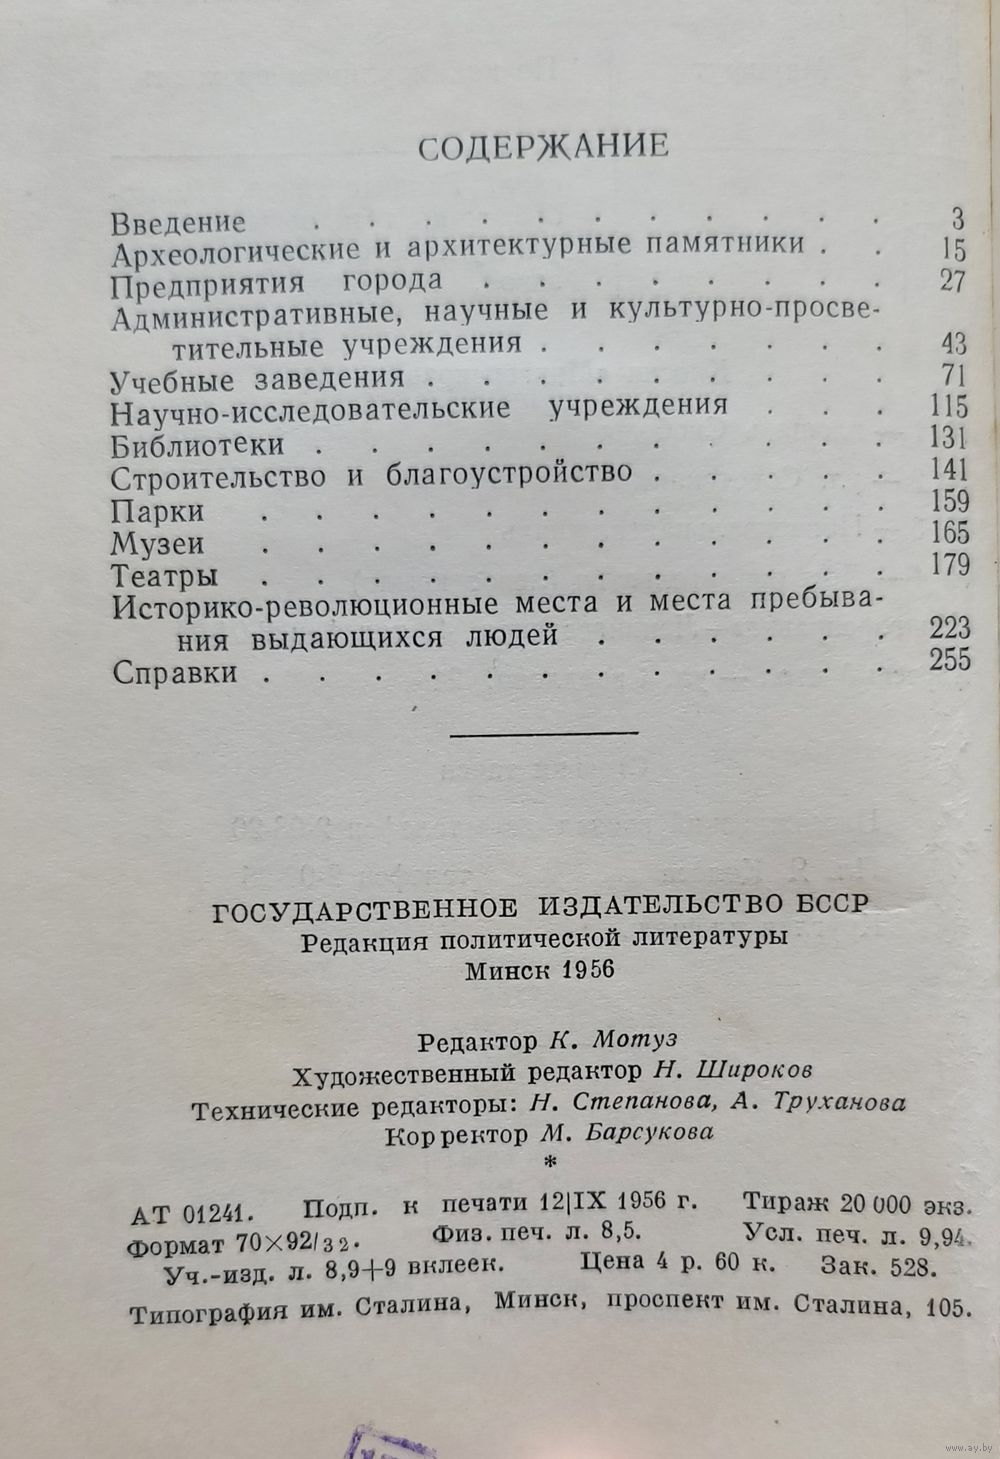 СОДЕРЖАНИЕ
Введение . . . . . . . . . . . 3
Археологические и архитектурные памятники . . 15
Предприятия города . . . . . . . . 27
Административные, научные и культурно-просве-
тительные учреждения . . . . . . . 43
Учебные заведения . . . . . . . . . 71
Научно-исследовательские учреждения . . . 115
Библиотеки . . . . . . . . . . . 131
Строительство и благоустройство . . . . . 141
Парки . . . . . . . . . . . . 159
Музеи . . . . . . . . . . . . 165
Театры . . . . . . . . . . . . 179
Историко-революционные места и места пребыва-
ния выдающихся людей . . . . . . 223
Справки . . . . . . . . . . . . 255
ГОСУДАРСТВЕННОЕ ИЗДАТЕЛЬСТВО БССР
Редакция политической литературы
Минск 1956
Редактор К. Мотуз
Художественный редактор Н. Широков
Технические редакторы: Н. Степанова, А. Труханова
Корректор М. Барсукова
*
АТ 01241. Подп. к печати 12|IX 1956 г. Тираж 20 000 экз.
Формат 70×92/32. Физ. печ. л. 8,5. Усл. печ. л. 9,94.
Уч.-изд. л. 8,9+9 вклеек. Цена 4 р. 60 к. Зак. 528.
Типография им. Сталина, Минск, проспект им. Сталина, 105.
www.ay.by